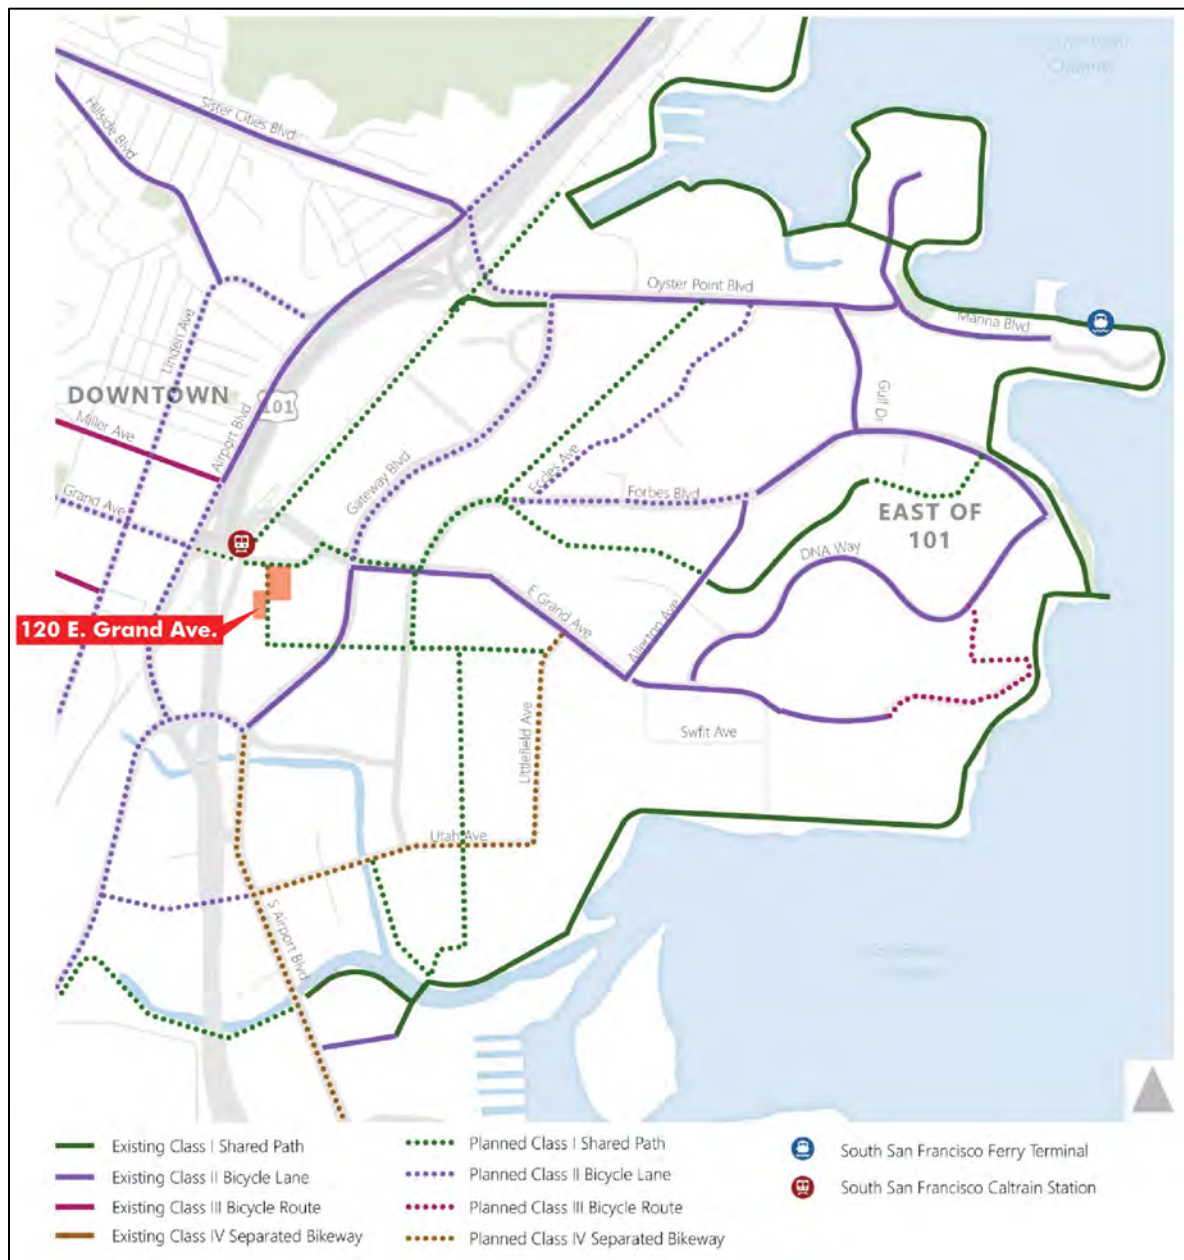 Channel
Sister Cities Blvd
Hillside Blvd
Oyster Point Blvd
Marina Blvd
Linden Ave
DOWNTOWN
101
Gull Dr
Miller Ave
Airport Blvd
Gateway Blvd
Eccles Ave
Grand Ave
Forbes Blvd
EAST OF
101
DNA Way
120 E. Grand Ave.
E Grand Ave
Allerton Ave
Littlefield Ave
Swfit Ave
Utah Ave
S Airport Blvd
Existing Class I Shared Path
Existing Class II Bicycle Lane
Existing Class III Bicycle Route
Existing Class IV Separated Bikeway
Planned Class I Shared Path
Planned Class II Bicycle Lane
Planned Class III Bicycle Route
Planned Class IV Separated Bikeway
South San Francisco Ferry Terminal
South San Francisco Caltrain Station